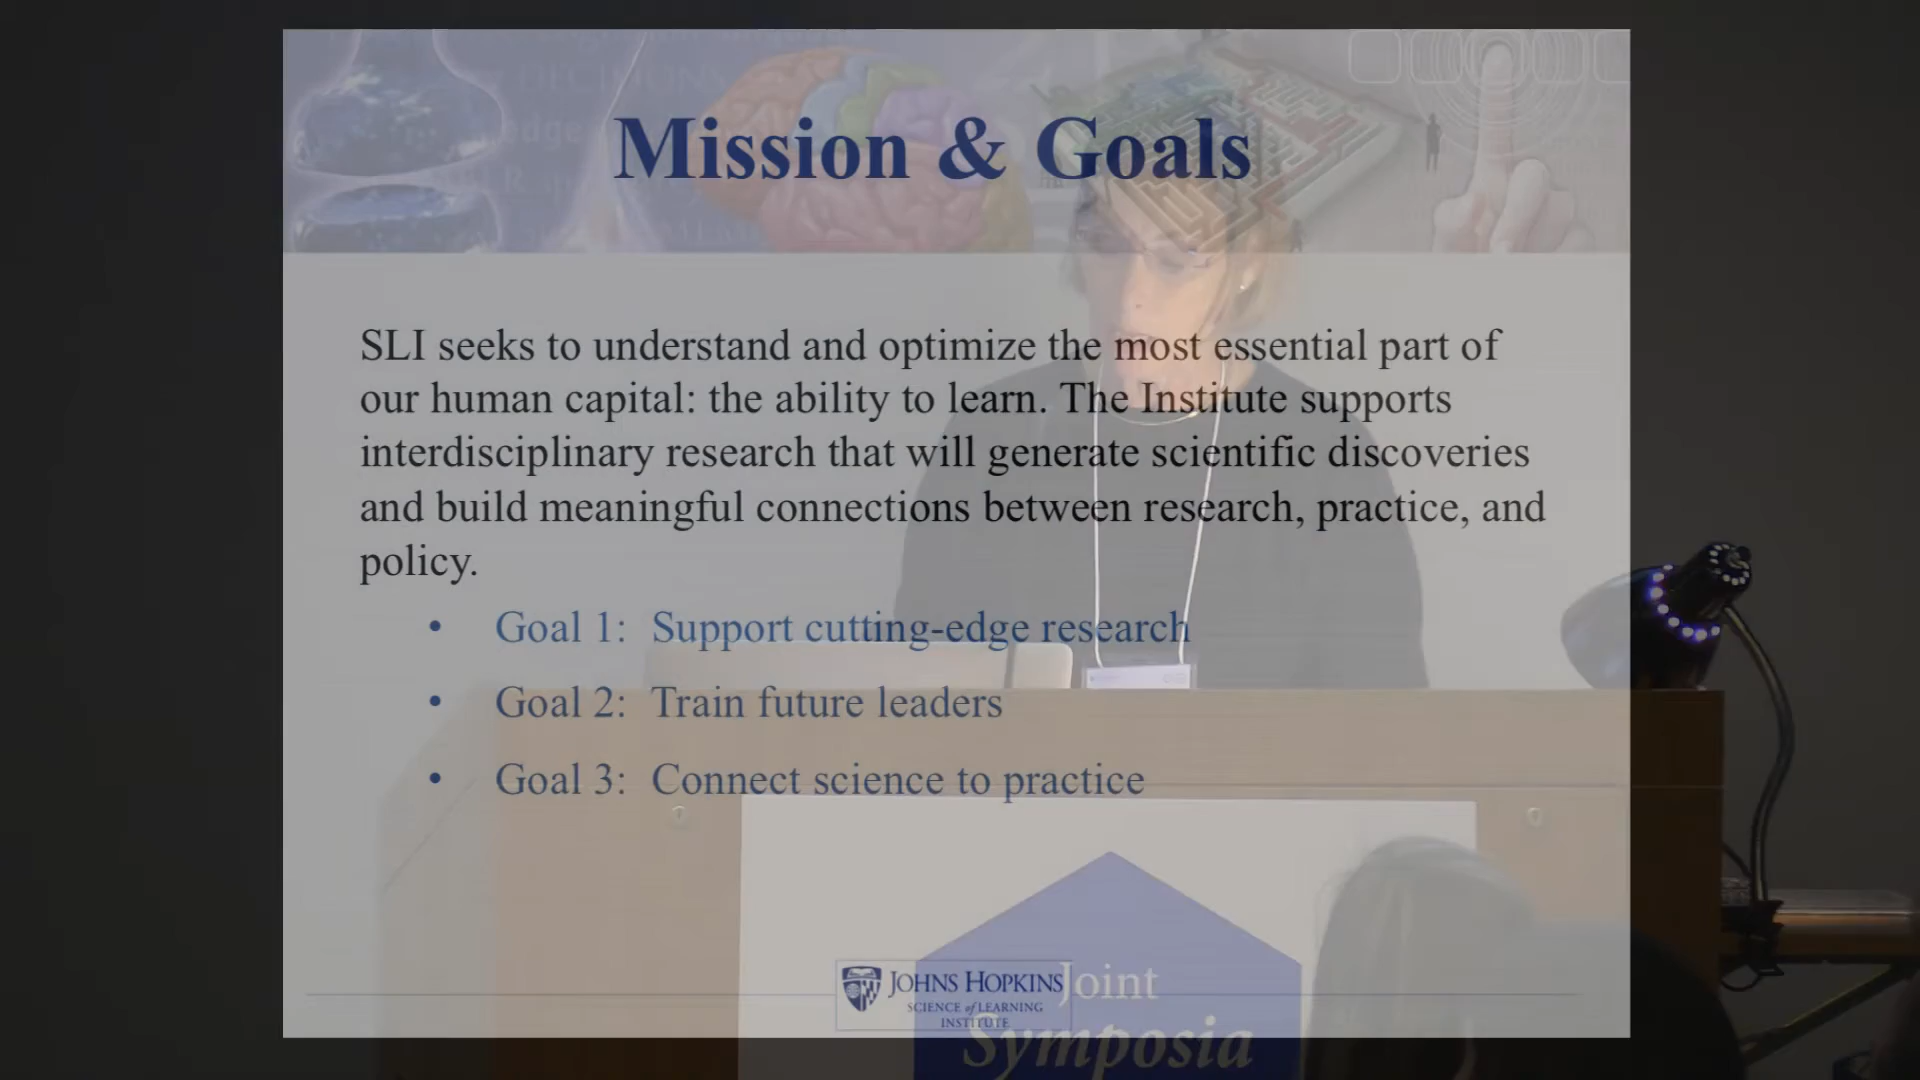 DECISIONS
edge
Mission & Goals
SLI seeks to understand and optimize the most essential part of
our human capital: the ability to learn. The Institute supports
interdisciplinary research that will generate scientific discoveries
and build meaningful connections between research, practice, and
policy.
• Goal 1: Support cutting-edge research
• Goal 2: Train future leaders
• Goal 3: Connect science to practice
JOHNS HOPKINS
SCIENCE of LEARNING
INSTITUTE
Joint
Symposia